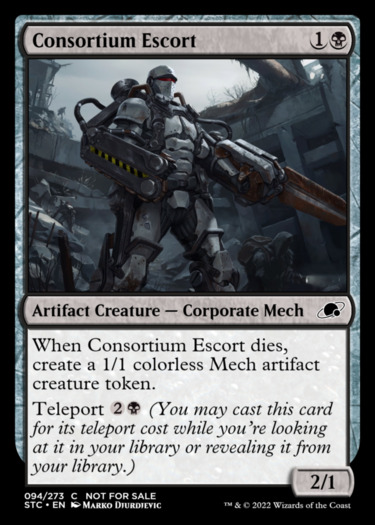 Consortium Escort 1
Artifact Creature — Corporate Mech
When Consortium Escort dies,
create a 1/1 colorless Mech artifact
creature token.
Teleport 2 (You may cast this card
for its teleport cost while you're looking
at it in your library or revealing it from
your library.)
2/1
094/273 C NOT FOR SALE
STC • EN Marko Djurdjevic
™ & © 2022 Wizards of the Coast